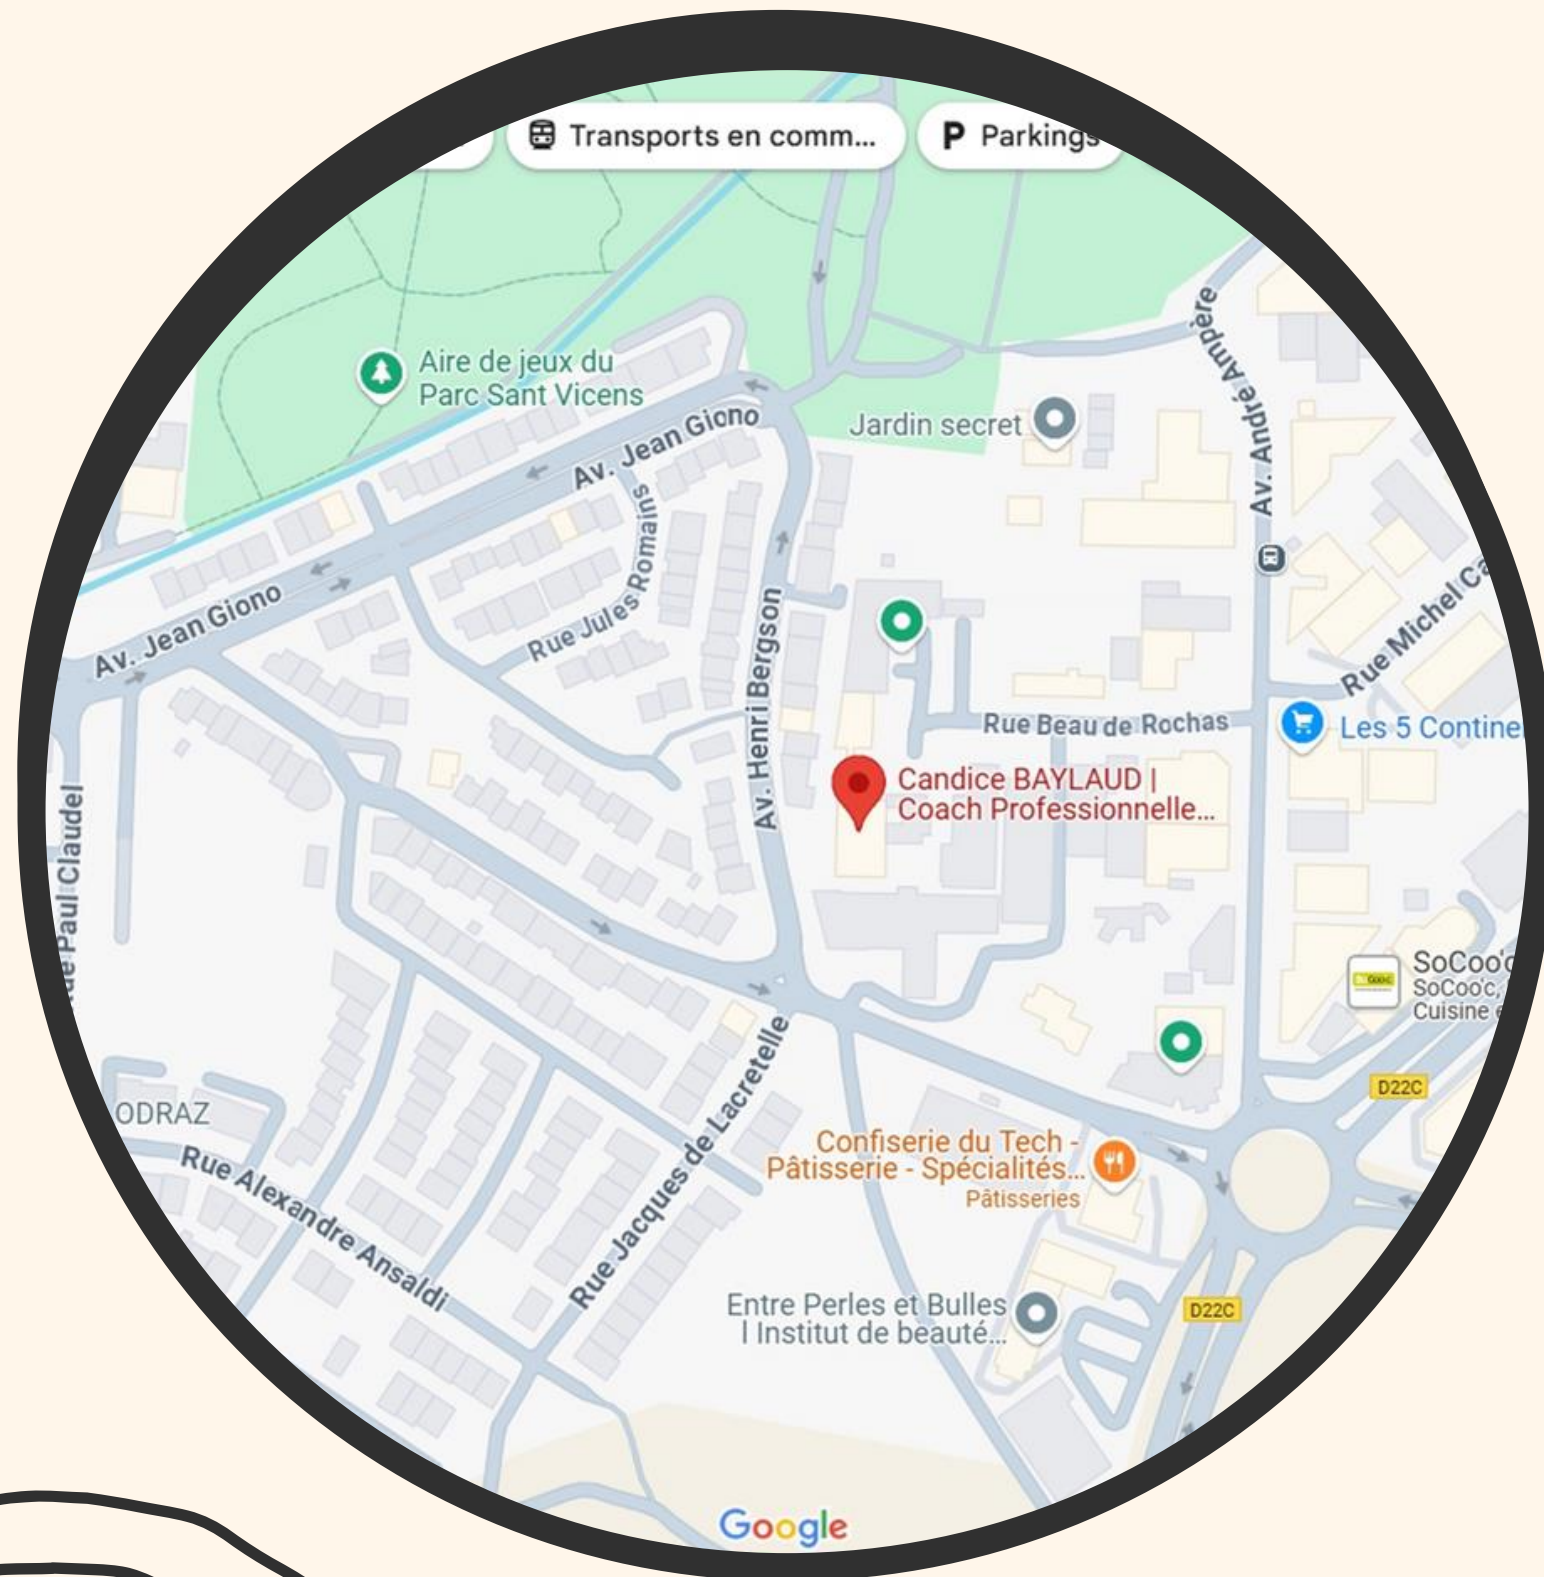 Transports en comm...
P Parkings
Aire de jeux du
Parc Sant Vicens
Av. Jean Giono
Jardin secret
Av. André Ampère
Rue Jules Romains
Av. Jean Giono
Av. Henri Bergson
Rue Michel Ca
Rue Beau de Rochas
Les 5 Contine
Candice BAYLAUD |
Coach Professionnelle...
Paul Claudel
SoCoo'c
SoCoo'c,
Cuisine
D22C
ODRAZ
Rue Alexandre Ansaldi
Rue Jacques de Lacretelle
Confiserie du Tech -
Pâtisserie - Spécialités...
Pâtisseries
Entre Perles et Bulles
| Institut de beauté...
D22C
Google